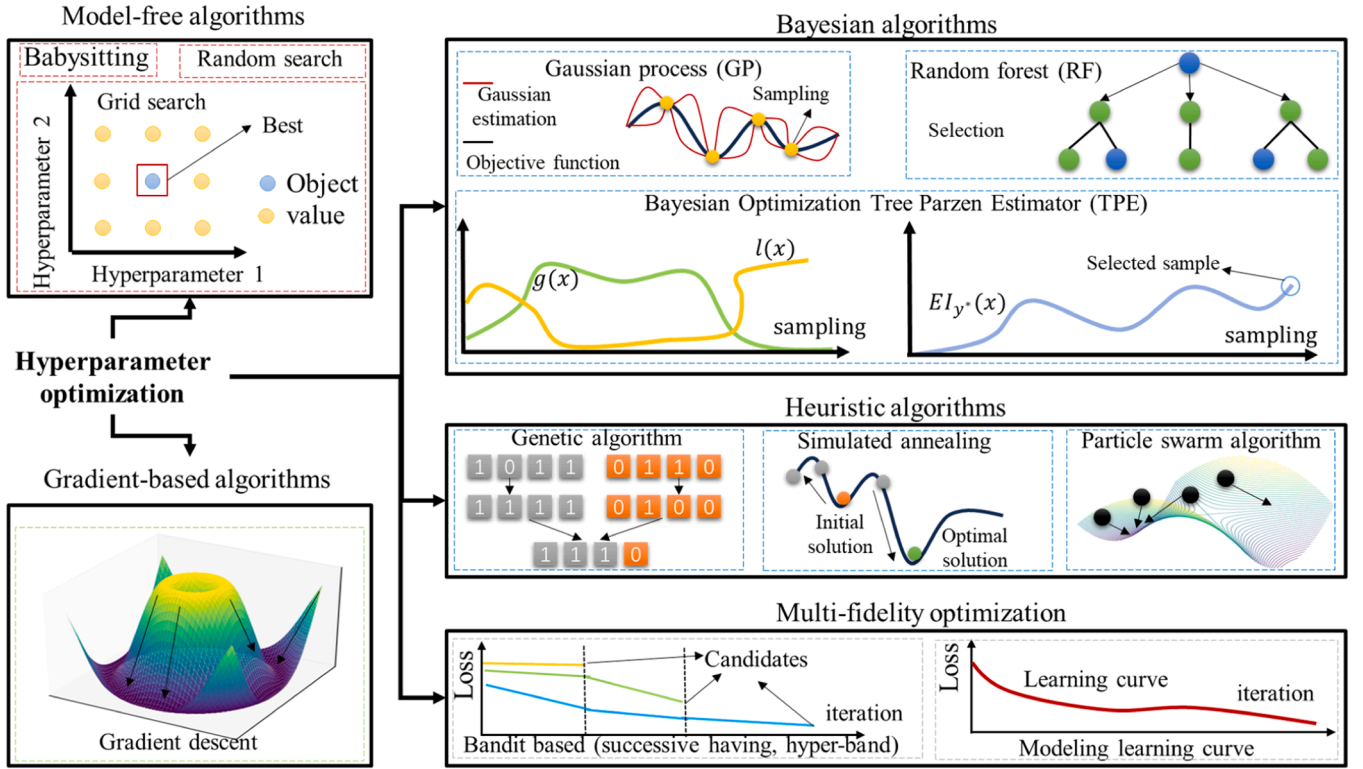 Model-free algorithms
Babysitting
Random search
Grid search
Best
Hyperparameter 2
Object
value
Hyperparameter 1
Hyperparameter
optimization
Gradient-based algorithms
Gradient descent
Bayesian algorithms
Gaussian process (GP)
Gaussian
estimation
Objective function
Sampling
Random forest (RF)
Selection
Bayesian Optimization Tree Parzen Estimator (TPE)
g(x)
l(x)
sampling
EI_y*(x)
Selected sample
sampling
Heuristic algorithms
Genetic algorithm
1 0 1 1 0 1 1 0
1 1 1 1 0 1 0 0
1 1 1 0
Simulated annealing
Initial
solution
Optimal
solution
Particle swarm algorithm
Multi-fidelity optimization
Loss
Candidates
iteration
Bandit based (successive having, hyper-band)
Loss
Learning curve
iteration
Modeling learning curve